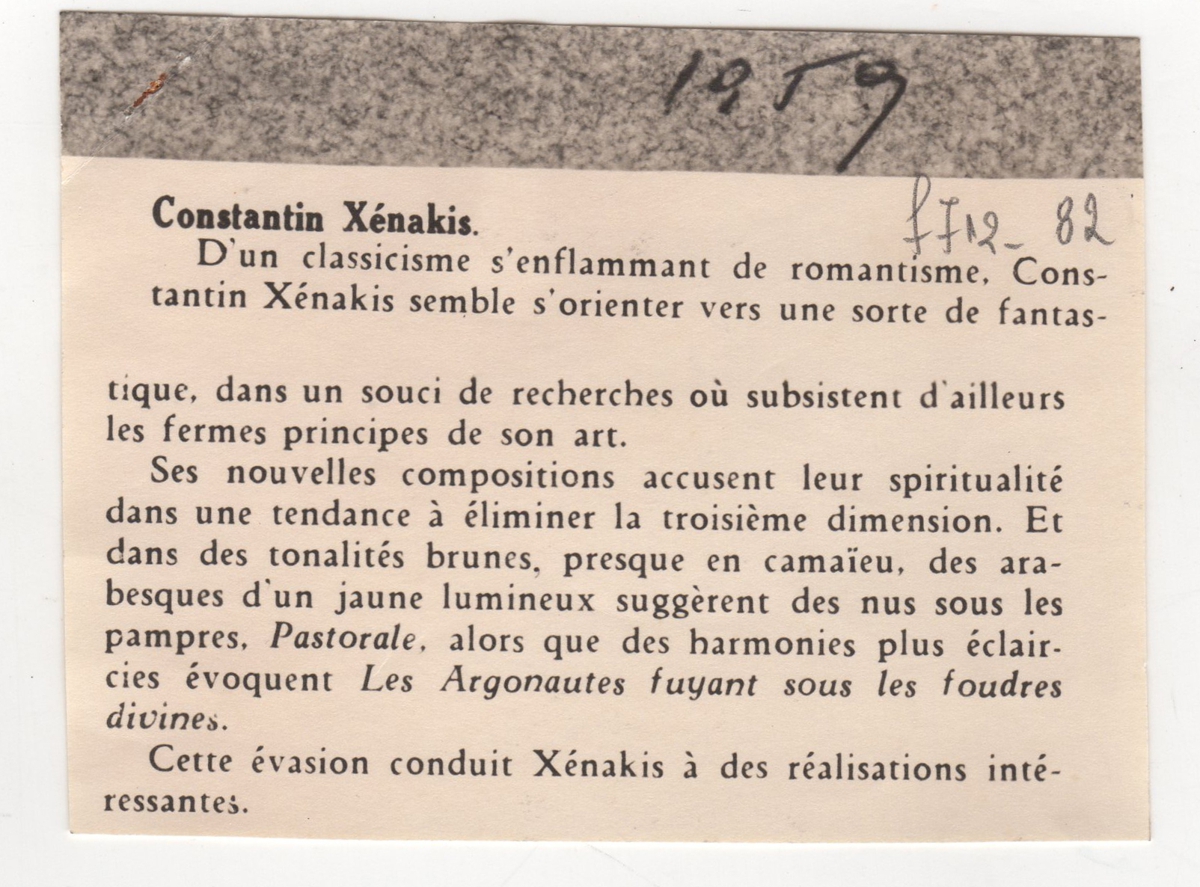 1959
f712_ 82
Constantin Xénakis.
D'un classicisme s'enflammant de romantisme, Cons-
tantin Xénakis semble s'orienter vers une sorte de fantas-
tique, dans un souci de recherches où subsistent d'ailleurs
les fermes principes de son art.
Ses nouvelles compositions accusent leur spiritualité
dans une tendance à éliminer la troisième dimension. Et
dans des tonalités brunes, presque en camaïeu, des ara-
besques d'un jaune lumineux suggèrent des nus sous les
pampres, Pastorale, alors que des harmonies plus éclair-
cies évoquent Les Argonautes fuyant sous les foudres
divines.
Cette évasion conduit Xénakis à des réalisations inté-
ressantes.